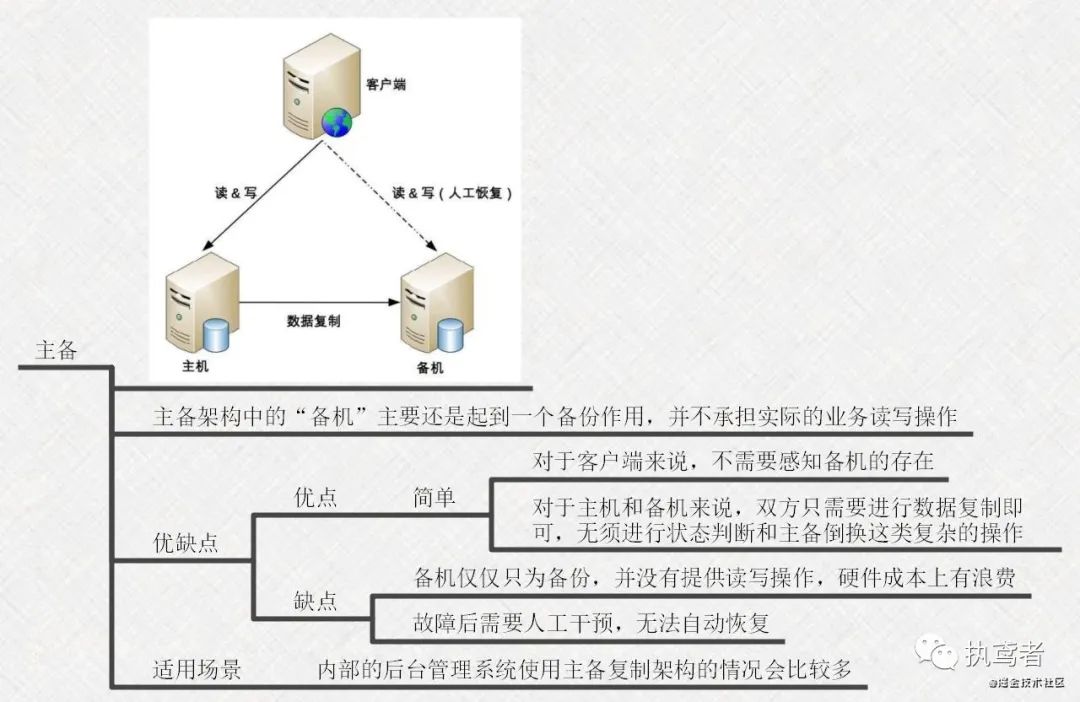 客户端
读 & 写
读 & 写（人工恢复）
数据复制
主机
备机
主备
主备架构中的“备机”主要还是起到一个备份作用，并不承担实际的业务读写操作
优缺点
优点
简单
对于客户端来说，不需要感知备机的存在
对于主机和备机来说，双方只需要进行数据复制即
可，无须进行状态判断和主备倒换这类复杂的操作
缺点
备机仅仅只为备份，并没有提供读写操作，硬件成本上有浪费
故障后需要人工干预，无法自动恢复
适用场景
内部的后台管理系统使用主备复制架构的情况会比较多
执鸢者
@掘金技术社区